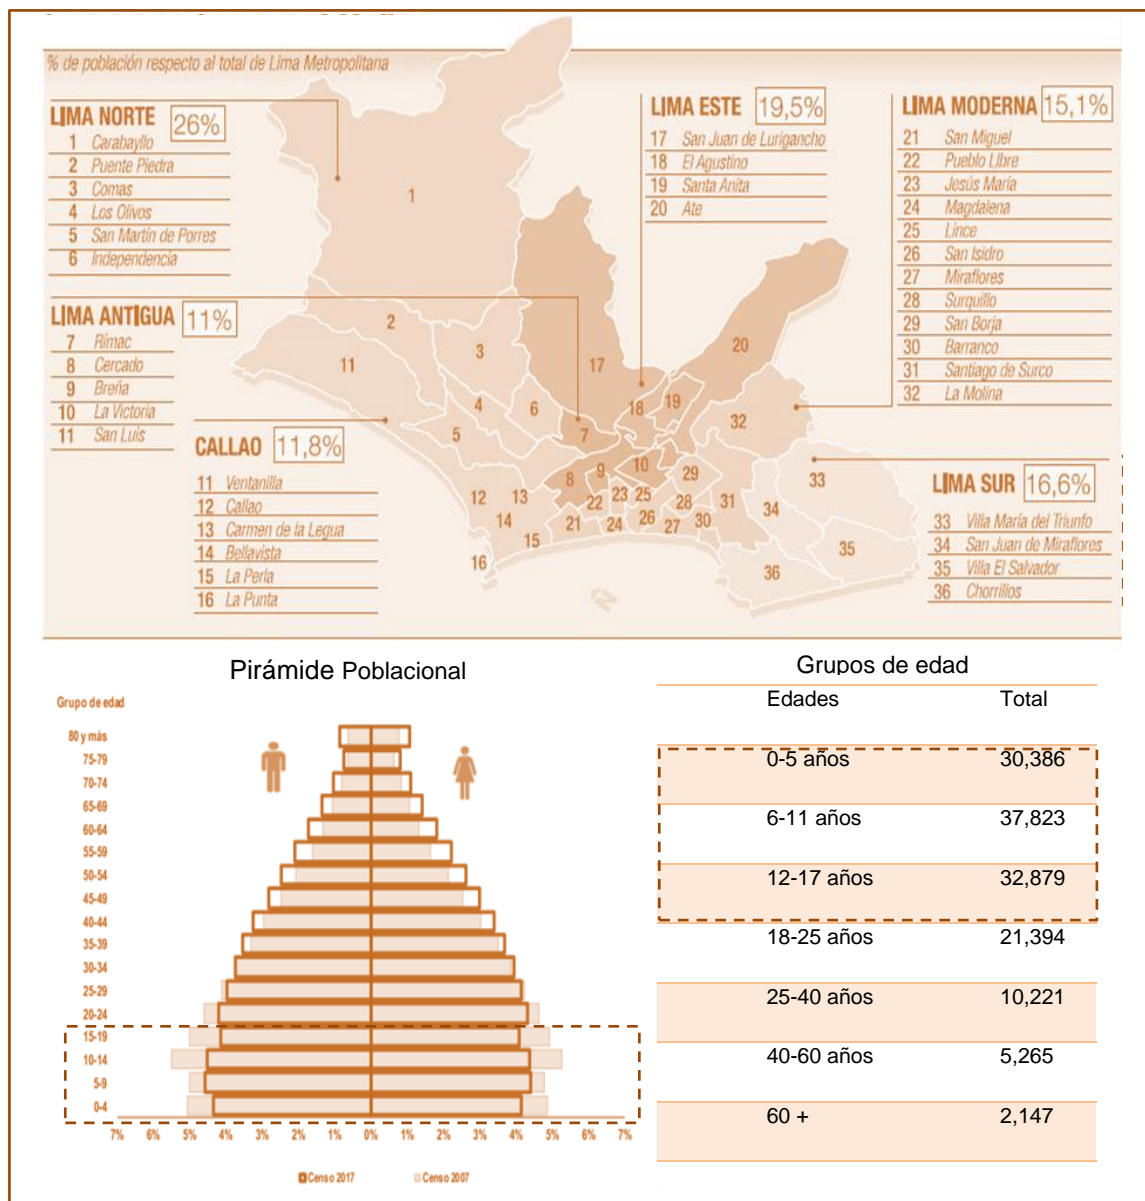 % de población respecto al total de Lima Metropolitana
LIMA NORTE 26%
1 Carabayllo
2 Puente Piedra
3 Comas
4 Los Olivos
5 San Martín de Porres
6 Independencia
LIMA ANTIGUA 11%
7 Rímac
8 Cercado
9 Breña
10 La Victoria
11 San Luis
CALLAO 11,8%
11 Ventanilla
12 Callao
13 Carmen de la Legua
14 Bellavista
15 La Perla
16 La Punta
LIMA ESTE 19,5%
17 San Juan de Lurigancho
18 El Agustino
19 Santa Anita
20 Ate
LIMA MODERNA 15,1%
21 San Miguel
22 Pueblo LIbre
23 Jesús María
24 Magdalena
25 Lince
26 San Isidro
27 Miraflores
28 Surquillo
29 San Borja
30 Barranco
31 Santiago de Surco
32 La Molina
LIMA SUR 16,6%
33 Villa María del Triunfo
34 San Juan de Miraflores
35 Villa El Salvador
36 Chorrillos
1
2
3
11
17
20
4
6
18
19
5
7
32
10
9
8
29
33
12
13
22
23
25
28
31
34
14
21
24
26
27
30
15
35
16
36
Pirámide Poblacional
Grupo de edad
80 y más
75-79
70-74
65-69
60-64
55-59
50-54
45-49
40-44
35-39
30-34
25-29
20-24
15-19
10-14
5-9
0-4
7% 6% 5% 4% 3% 2% 1% 0% 1% 2% 3% 4% 5% 6% 7%
Censo 2017 Censo 2007
Grupos de edad
Edades Total
0-5 años 30,386
6-11 años 37,823
12-17 años 32,879
18-25 años 21,394
25-40 años 10,221
40-60 años 5,265
60 + 2,147